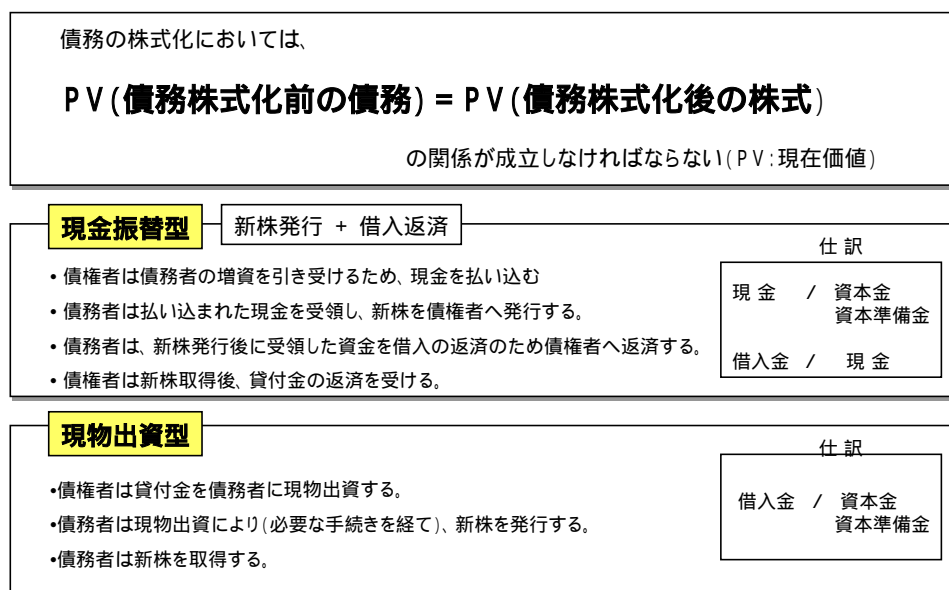 債務の株式化においては、
PV(債務株式化前の債務)=PV(債務株式化後の株式)
の関係が成立しなければならない(PV:現在価値)
現金振替型
新株発行 + 借入返済
仕訳
• 債権者は債務者の増資を引き受けるため、現金を払い込む
• 債務者は払い込まれた現金を受領し、新株を債権者へ発行する。
• 債務者は、新株発行後に受領した資金を借入の返済のため債権者へ返済する。
• 債権者は新株取得後、貸付金の返済を受ける。
現金 / 資本金
資本準備金
借入金 / 現金
現物出資型
仕訳
•債権者は貸付金を債務者に現物出資する。
•債務者は現物出資により(必要な手続きを経て)、新株を発行する。
•債務者は新株を取得する。
借入金 / 資本金
資本準備金